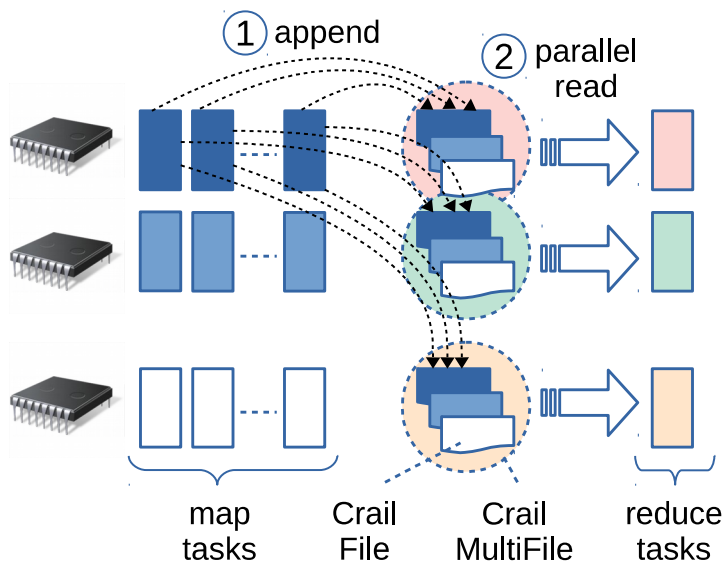 1 append
2 parallel
read
map
tasks
Crail
File
Crail
MultiFile
reduce
tasks